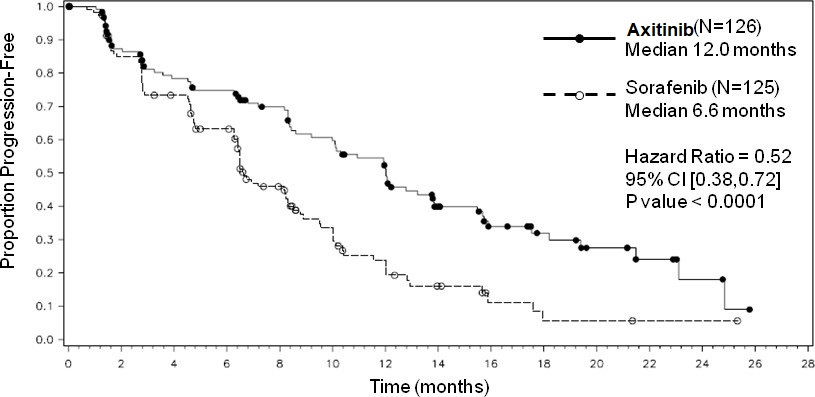 1.0
0.9
0.8
0.7
0.6
0.5
0.4
0.3
0.2
0.1
0.0
Proportion Progression-Free
Axitinib(N=126)
Median 12.0 months
Sorafenib (N=125)
Median 6.6 months
Hazard Ratio = 0.52
95% CI [0.38,0.72]
P value < 0.0001
0 2 4 6 8 10 12 14 16 18 20 22 24 26 28
Time (months)